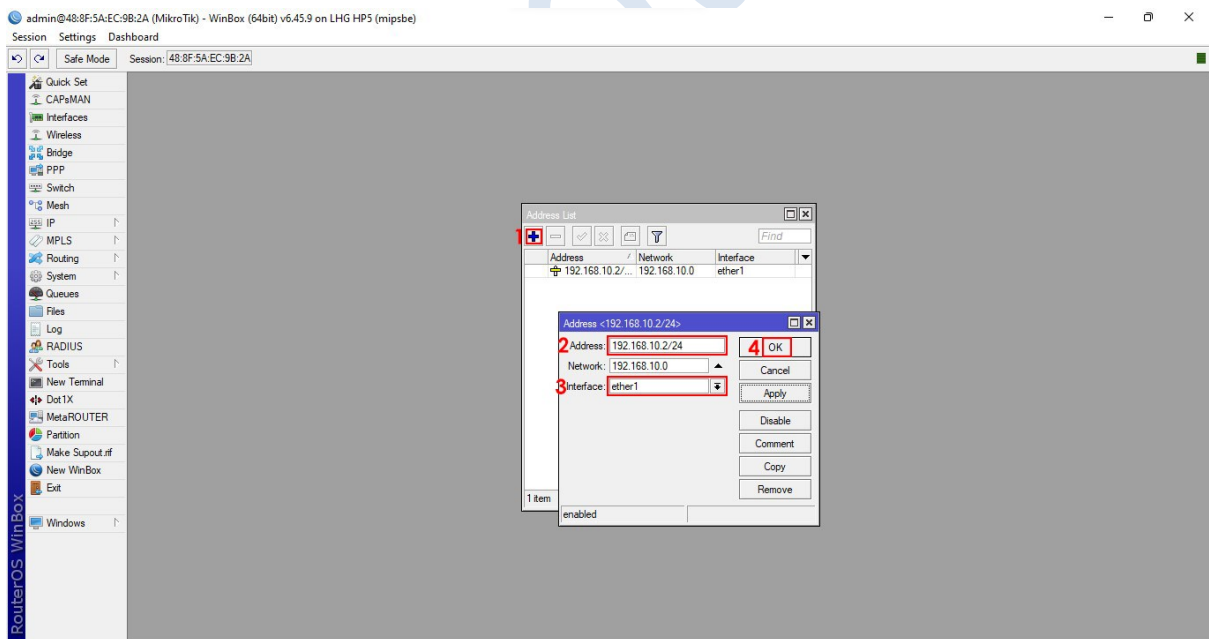 admin@48:8F:5A:EC:9B:2A (MikroTik) - WinBox (64bit) v6.45.9 on LHG HP5 (mipsbe)
Session Settings Dashboard
Safe Mode Session: 48:8F:5A:EC:9B:2A
Quick Set
CAPsMAN
Interfaces
Wireless
Bridge
PPP
Switch
Mesh
IP
MPLS
Routing
System
Queues
Files
Log
RADIUS
Tools
New Terminal
Dot1X
MetaROUTER
Partition
Make Supout.rif
New WinBox
Exit
Windows
RouterOS WinBox
Address List
1 Find
Address Network Interface
192.168.10.2/... 192.168.10.0 ether1
1 item
Address <192.168.10.2/24>
2 Address: 192.168.10.2/24
Network: 192.168.10.0
3 Interface: ether1
4 OK
Cancel
Apply
Disable
Comment
Copy
Remove
enabled